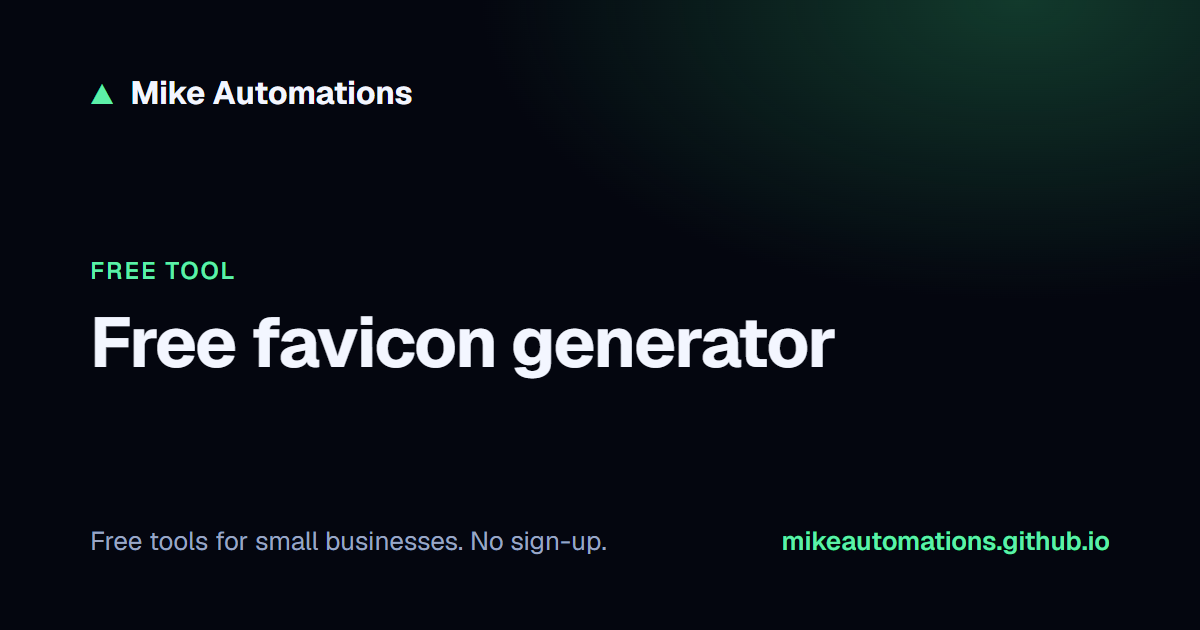 Mike Automations
FREE TOOL
Free favicon generator
Free tools for small businesses. No sign-up.
mikeautomations.github.io